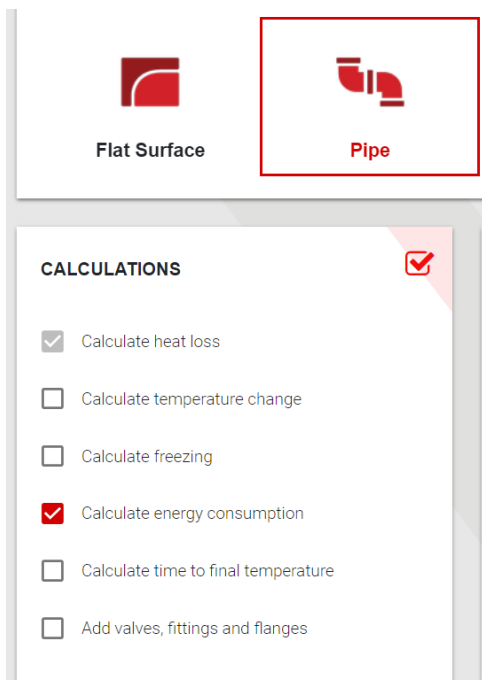 Flat Surface
Pipe
CALCULATIONS
Calculate heat loss
Calculate temperature change
Calculate freezing
Calculate energy consumption
Calculate time to final temperature
Add valves, fittings and flanges